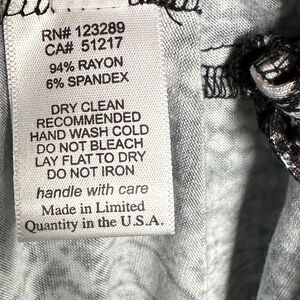 RN# 123289
CA# 51217
94% RAYON
6% SPANDEX
DRY CLEAN
RECOMMENDED
HAND WASH COLD
DO NOT BLEACH
LAY FLAT TO DRY
DO NOT IRON
handle with care
Made in Limited
Quantity in the U.S.A.